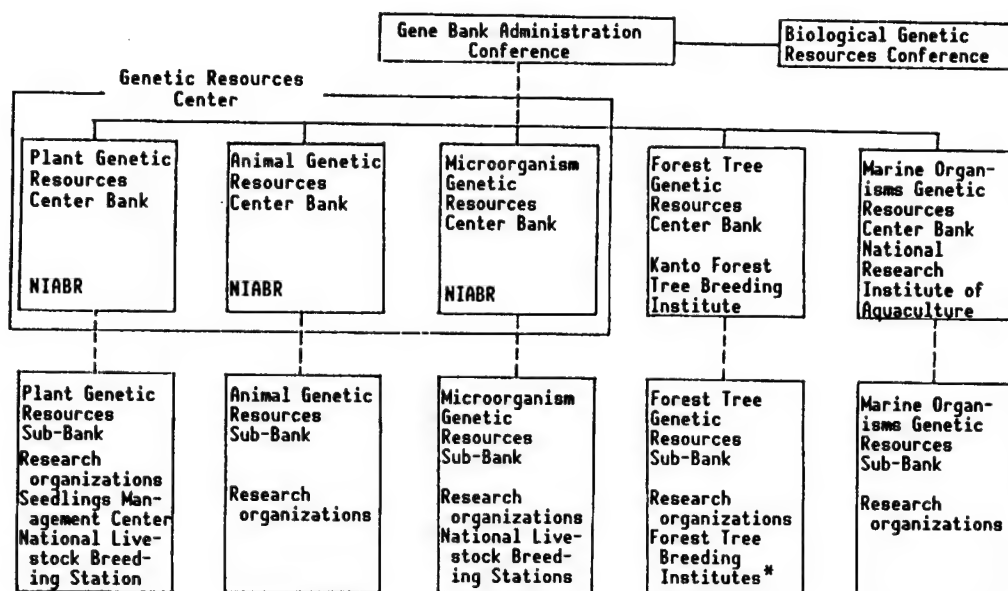 Gene Bank Administration
Conference
Biological Genetic
Resources Conference
Genetic Resources
Center
Plant Genetic
Resources
Center Bank
NIABR
Animal Genetic
Resources
Center Bank
NIABR
Microorganism
Genetic
Resources
Center Bank
NIABR
Forest Tree
Genetic
Resources
Center Bank
Kanto Forest
Tree Breeding
Institute
Marine Organ-
isms Genetic
Resources
Center Bank
National
Research
Institute of
Aquaculture
Plant Genetic
Resources
Sub-Bank
Research
organizations
Seedlings Man-
agement Center
National Live-
stock Breed-
ing Station
Animal Genetic
Resources
Sub-Bank
Research
organizations
Microorganism
Genetic
Resources
Sub-Bank
Research
organizations
National Live-
stock Breed-
ing Stations
Forest Tree
Genetic
Resources
Sub-Bank
Research
organizations
Forest Tree
Breeding
Institutes*
Marine Organ-
isms Genetic
Resources
Sub-Bank
Research
organizations